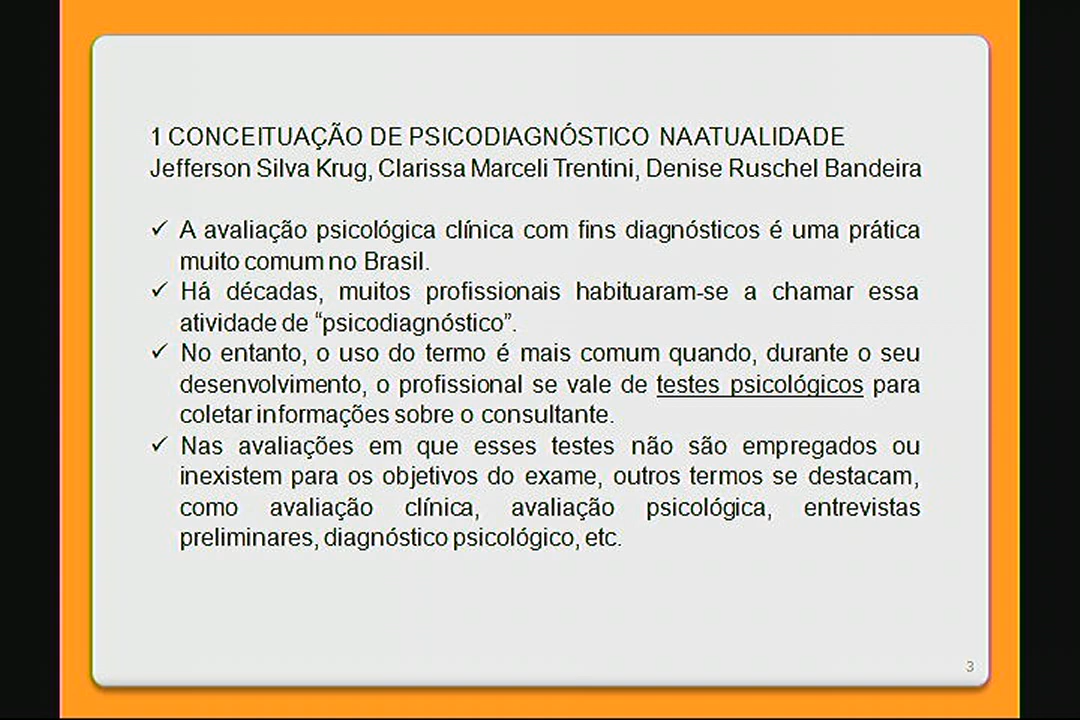 1 CONCEITUAÇÃO DE PSICODIAGNÓSTICO NAATUALIDADE
Jefferson Silva Krug, Clarissa Marceli Trentini, Denise Ruschel Bandeira
✓ A avaliação psicológica clínica com fins diagnósticos é uma prática
muito comum no Brasil.
✓ Há décadas, muitos profissionais habituaram-se a chamar essa
atividade de “psicodiagnóstico”.
✓ No entanto, o uso do termo é mais comum quando, durante o seu
desenvolvimento, o profissional se vale de testes psicológicos para
coletar informações sobre o consultante.
✓ Nas avaliações em que esses testes não são empregados ou
inexistem para os objetivos do exame, outros termos se destacam,
como avaliação clínica, avaliação psicológica, entrevistas
preliminares, diagnóstico psicológico, etc.
3